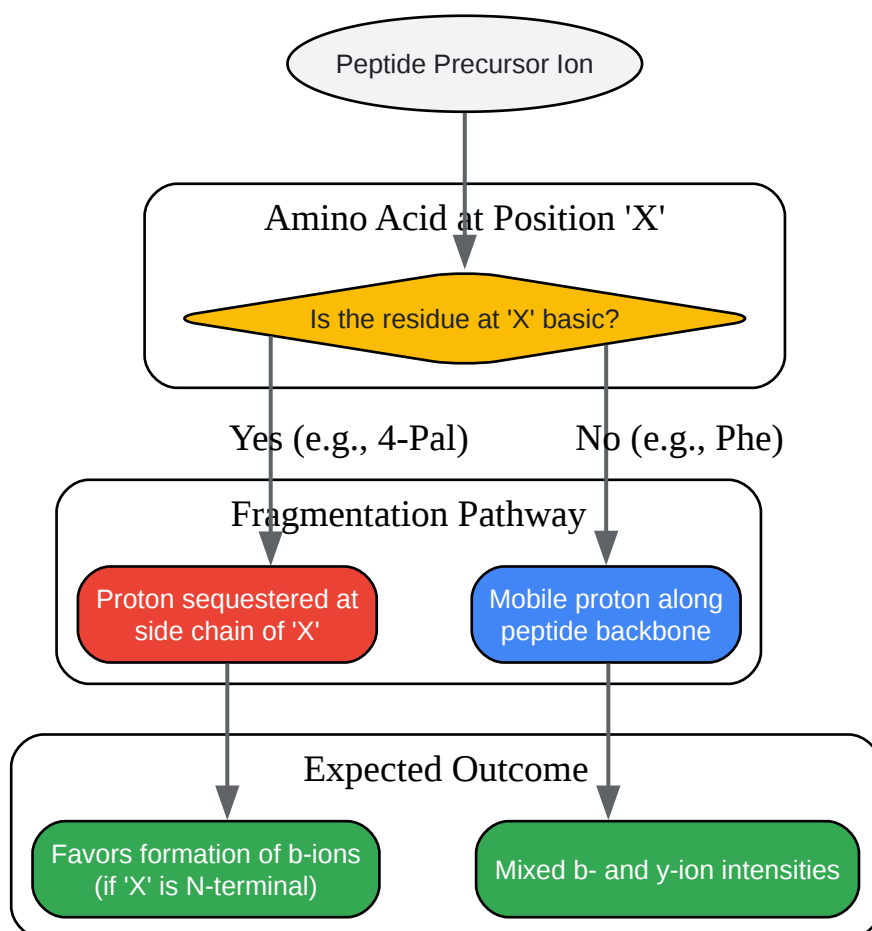 Peptide Precursor Ion
Amino Acid at Position 'X'
Is the residue at 'X' basic?
Yes (e.g., 4-Pal)
No (e.g., Phe)
Fragmentation Pathway
Proton sequestered at
side chain of 'X'
Mobile proton along
peptide backbone
Expected Outcome
Favors formation of b-ions
(if 'X' is N-terminal)
Mixed b- and y-ion intensities